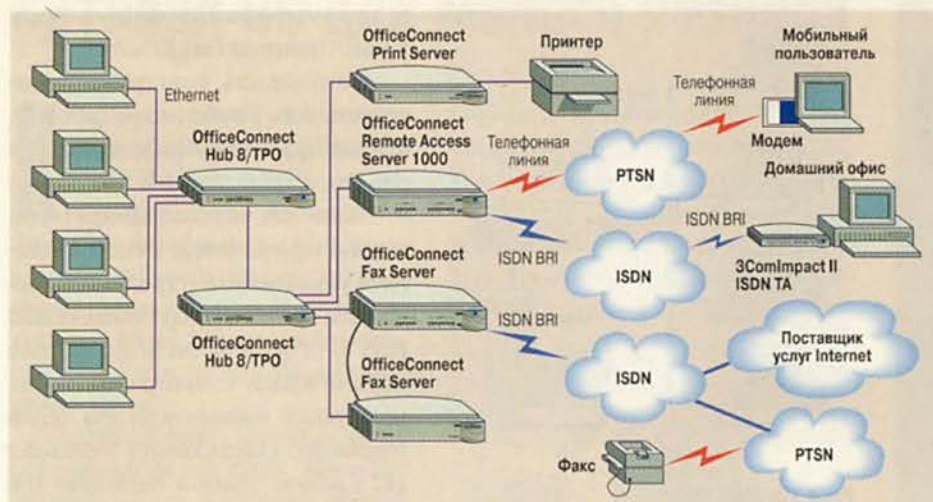 Ethernet
OfficeConnect
Hub 8/TPO
OfficeConnect
Hub 8/TPO
OfficeConnect
Print Server
Принтер
OfficeConnect
Remote Access
Server 1000
Телефонная
линия
PTSN
Телефонная
линия
Мобильный
пользователь
Модем
Домашний офис
ISDN BRI
ISDN
ISDN BRI
3ComImpact II
ISDN TA
OfficeConnect
Fax Server
ISDN BRI
OfficeConnect
Fax Server
ISDN
Поставщик
услуг Internet
PTSN
Факс